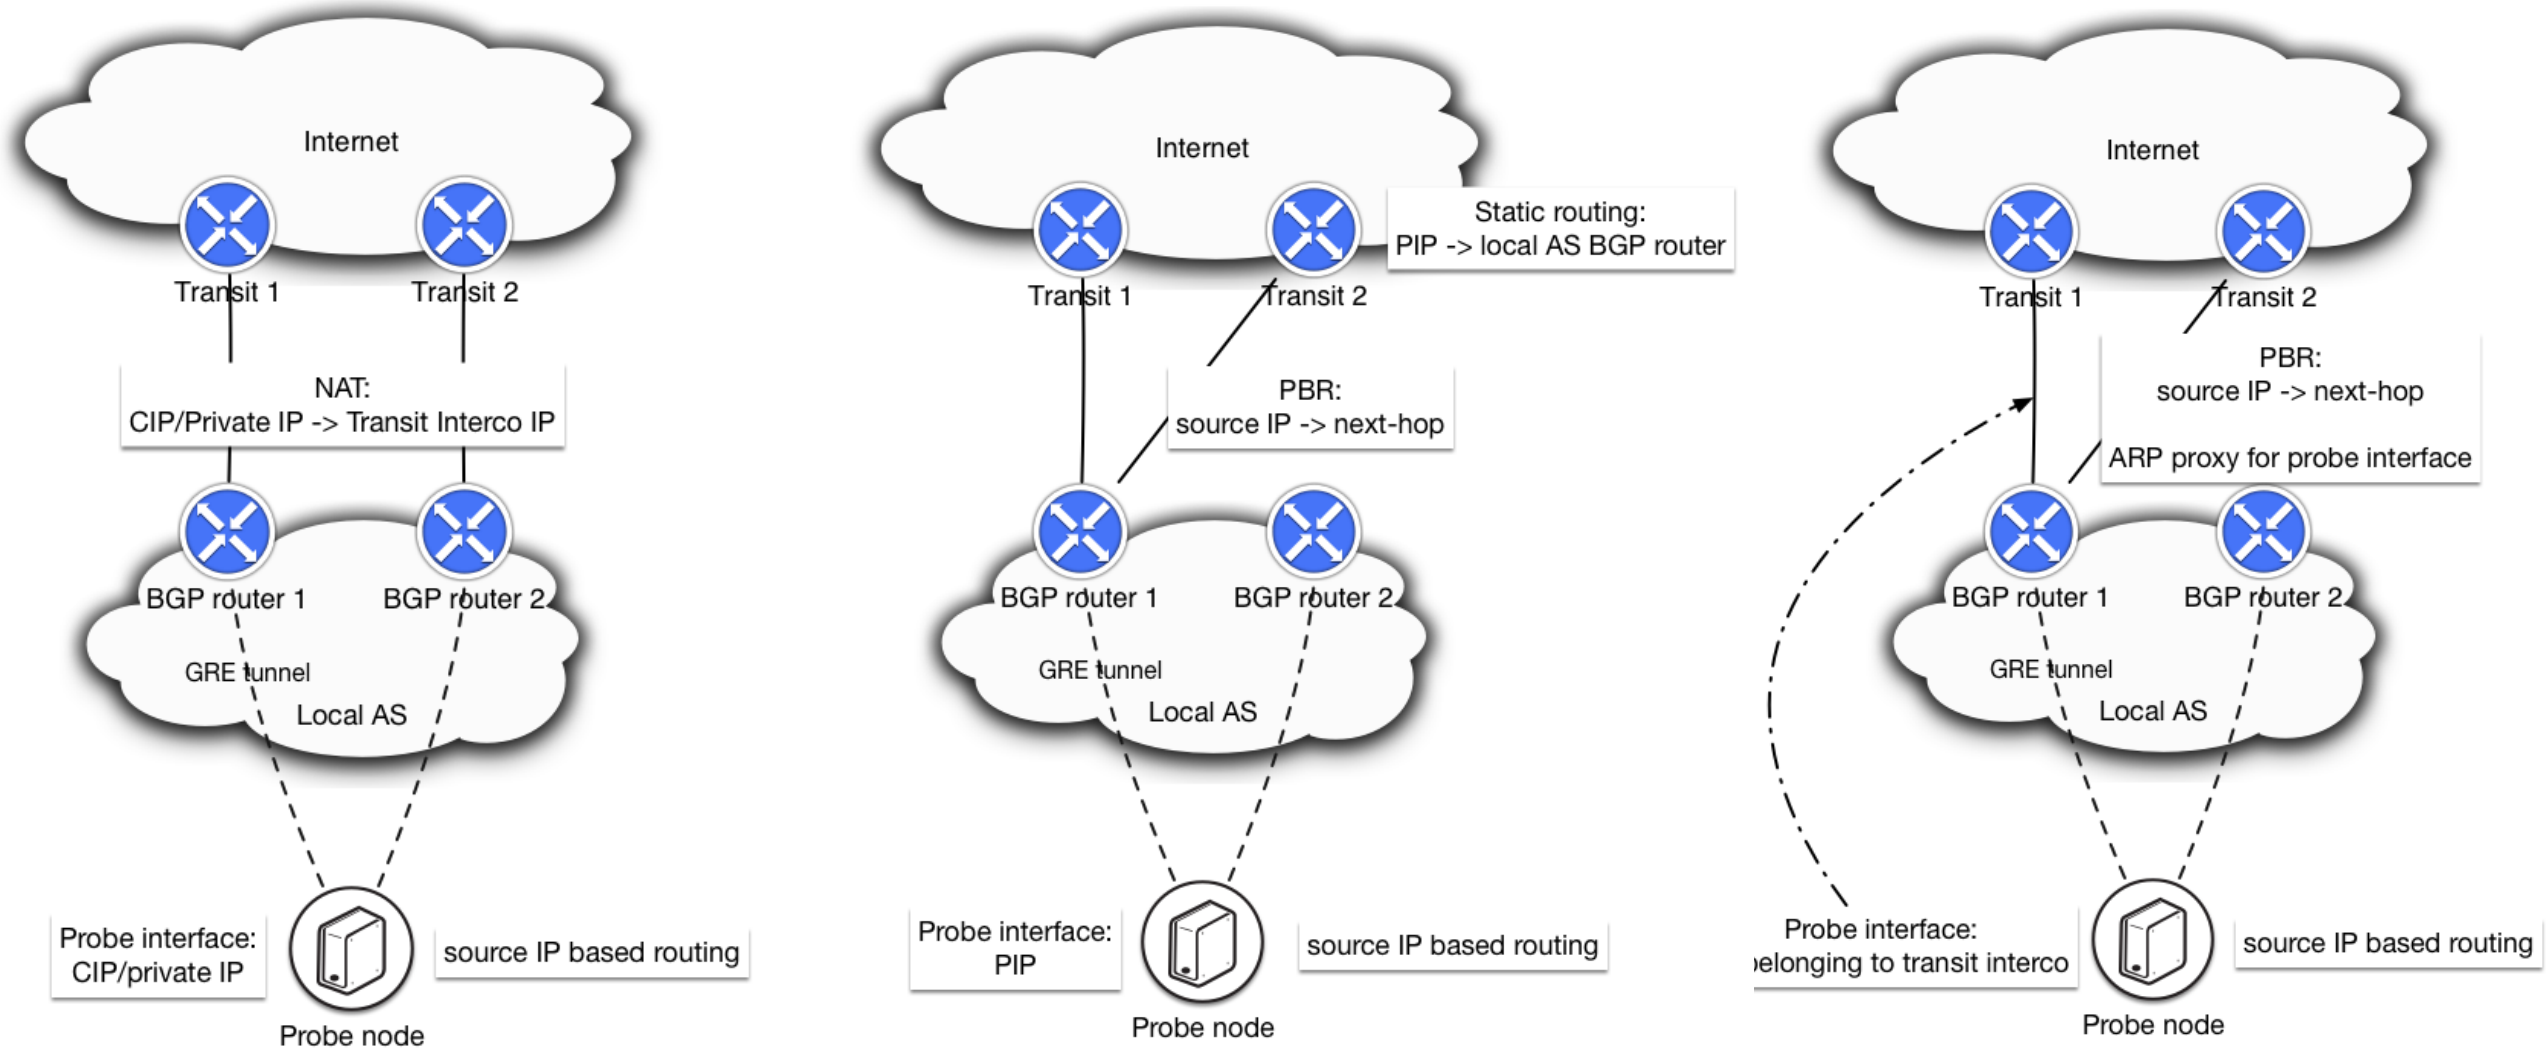 Internet
Transit 1
Transit 2
NAT:
CIP/Private IP -> Transit Interco IP
BGP router 1
BGP router 2
GRE tunnel
Local AS
Probe interface:
CIP/private IP
source IP based routing
Probe node
Internet
Static routing:
PIP -> local AS BGP router
Transit 1
Transit 2
PBR:
source IP -> next-hop
BGP router 1
BGP router 2
GRE tunnel
Local AS
Probe interface:
PIP
source IP based routing
Probe node
Internet
Transit 1
Transit 2
PBR:
source IP -> next-hop
ARP proxy for probe interface
BGP router 1
BGP router 2
GRE tunnel
Local AS
Probe interface:
belonging to transit interco
source IP based routing
Probe node